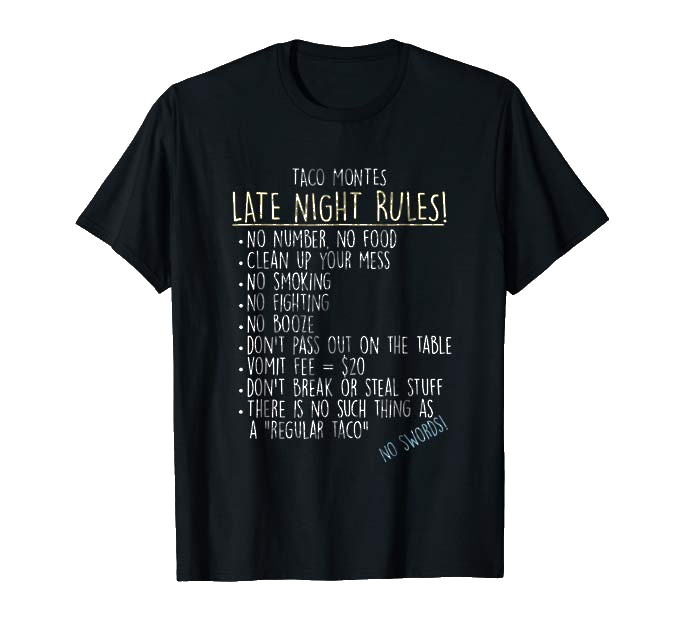 TACO MONTES
LATE NIGHT RULES!
• NO NUMBER, NO FOOD
• CLEAN UP YOUR MESS
• NO SMOKING
• NO FIGHTING
• NO BOOZE
• DON'T PASS OUT ON THE TABLE
• VOMIT FEE = $20
• DON'T BREAK OR STEAL STUFF
• THERE IS NO SUCH THING AS
A "REGULAR TACO"
NO SWORDS!